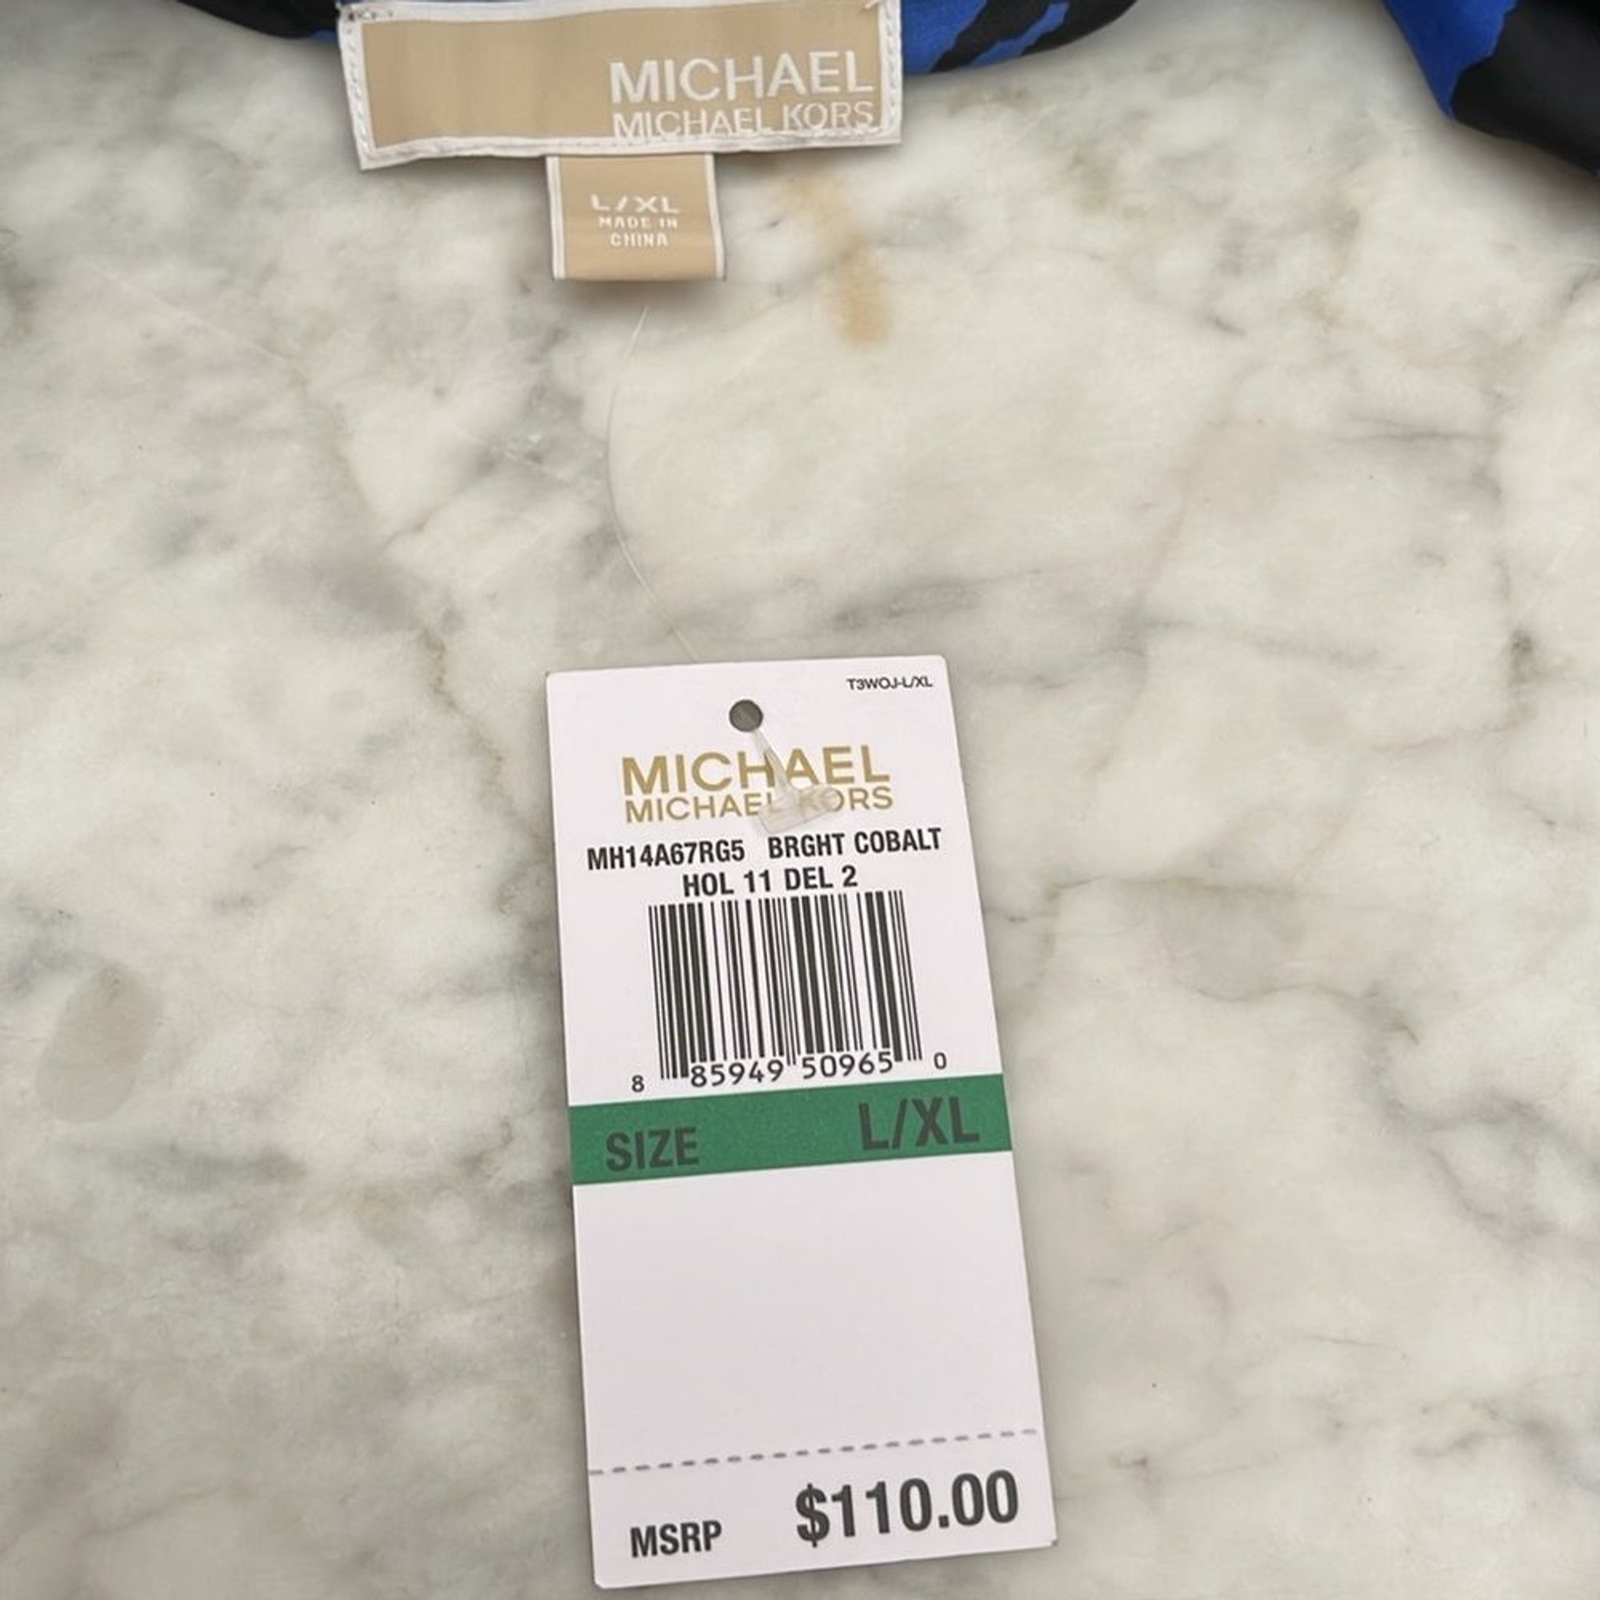 MICHAEL
MICHAEL KORS
L/XL
MADE IN
CHINA
T3WOJ-L/XL
MICHAEL
MICHAEL KORS
MH14A67RG5 BRGHT COBALT
HOL 11 DEL 2
8 85949 50965 0
SIZE L/XL
MSRP $110.00